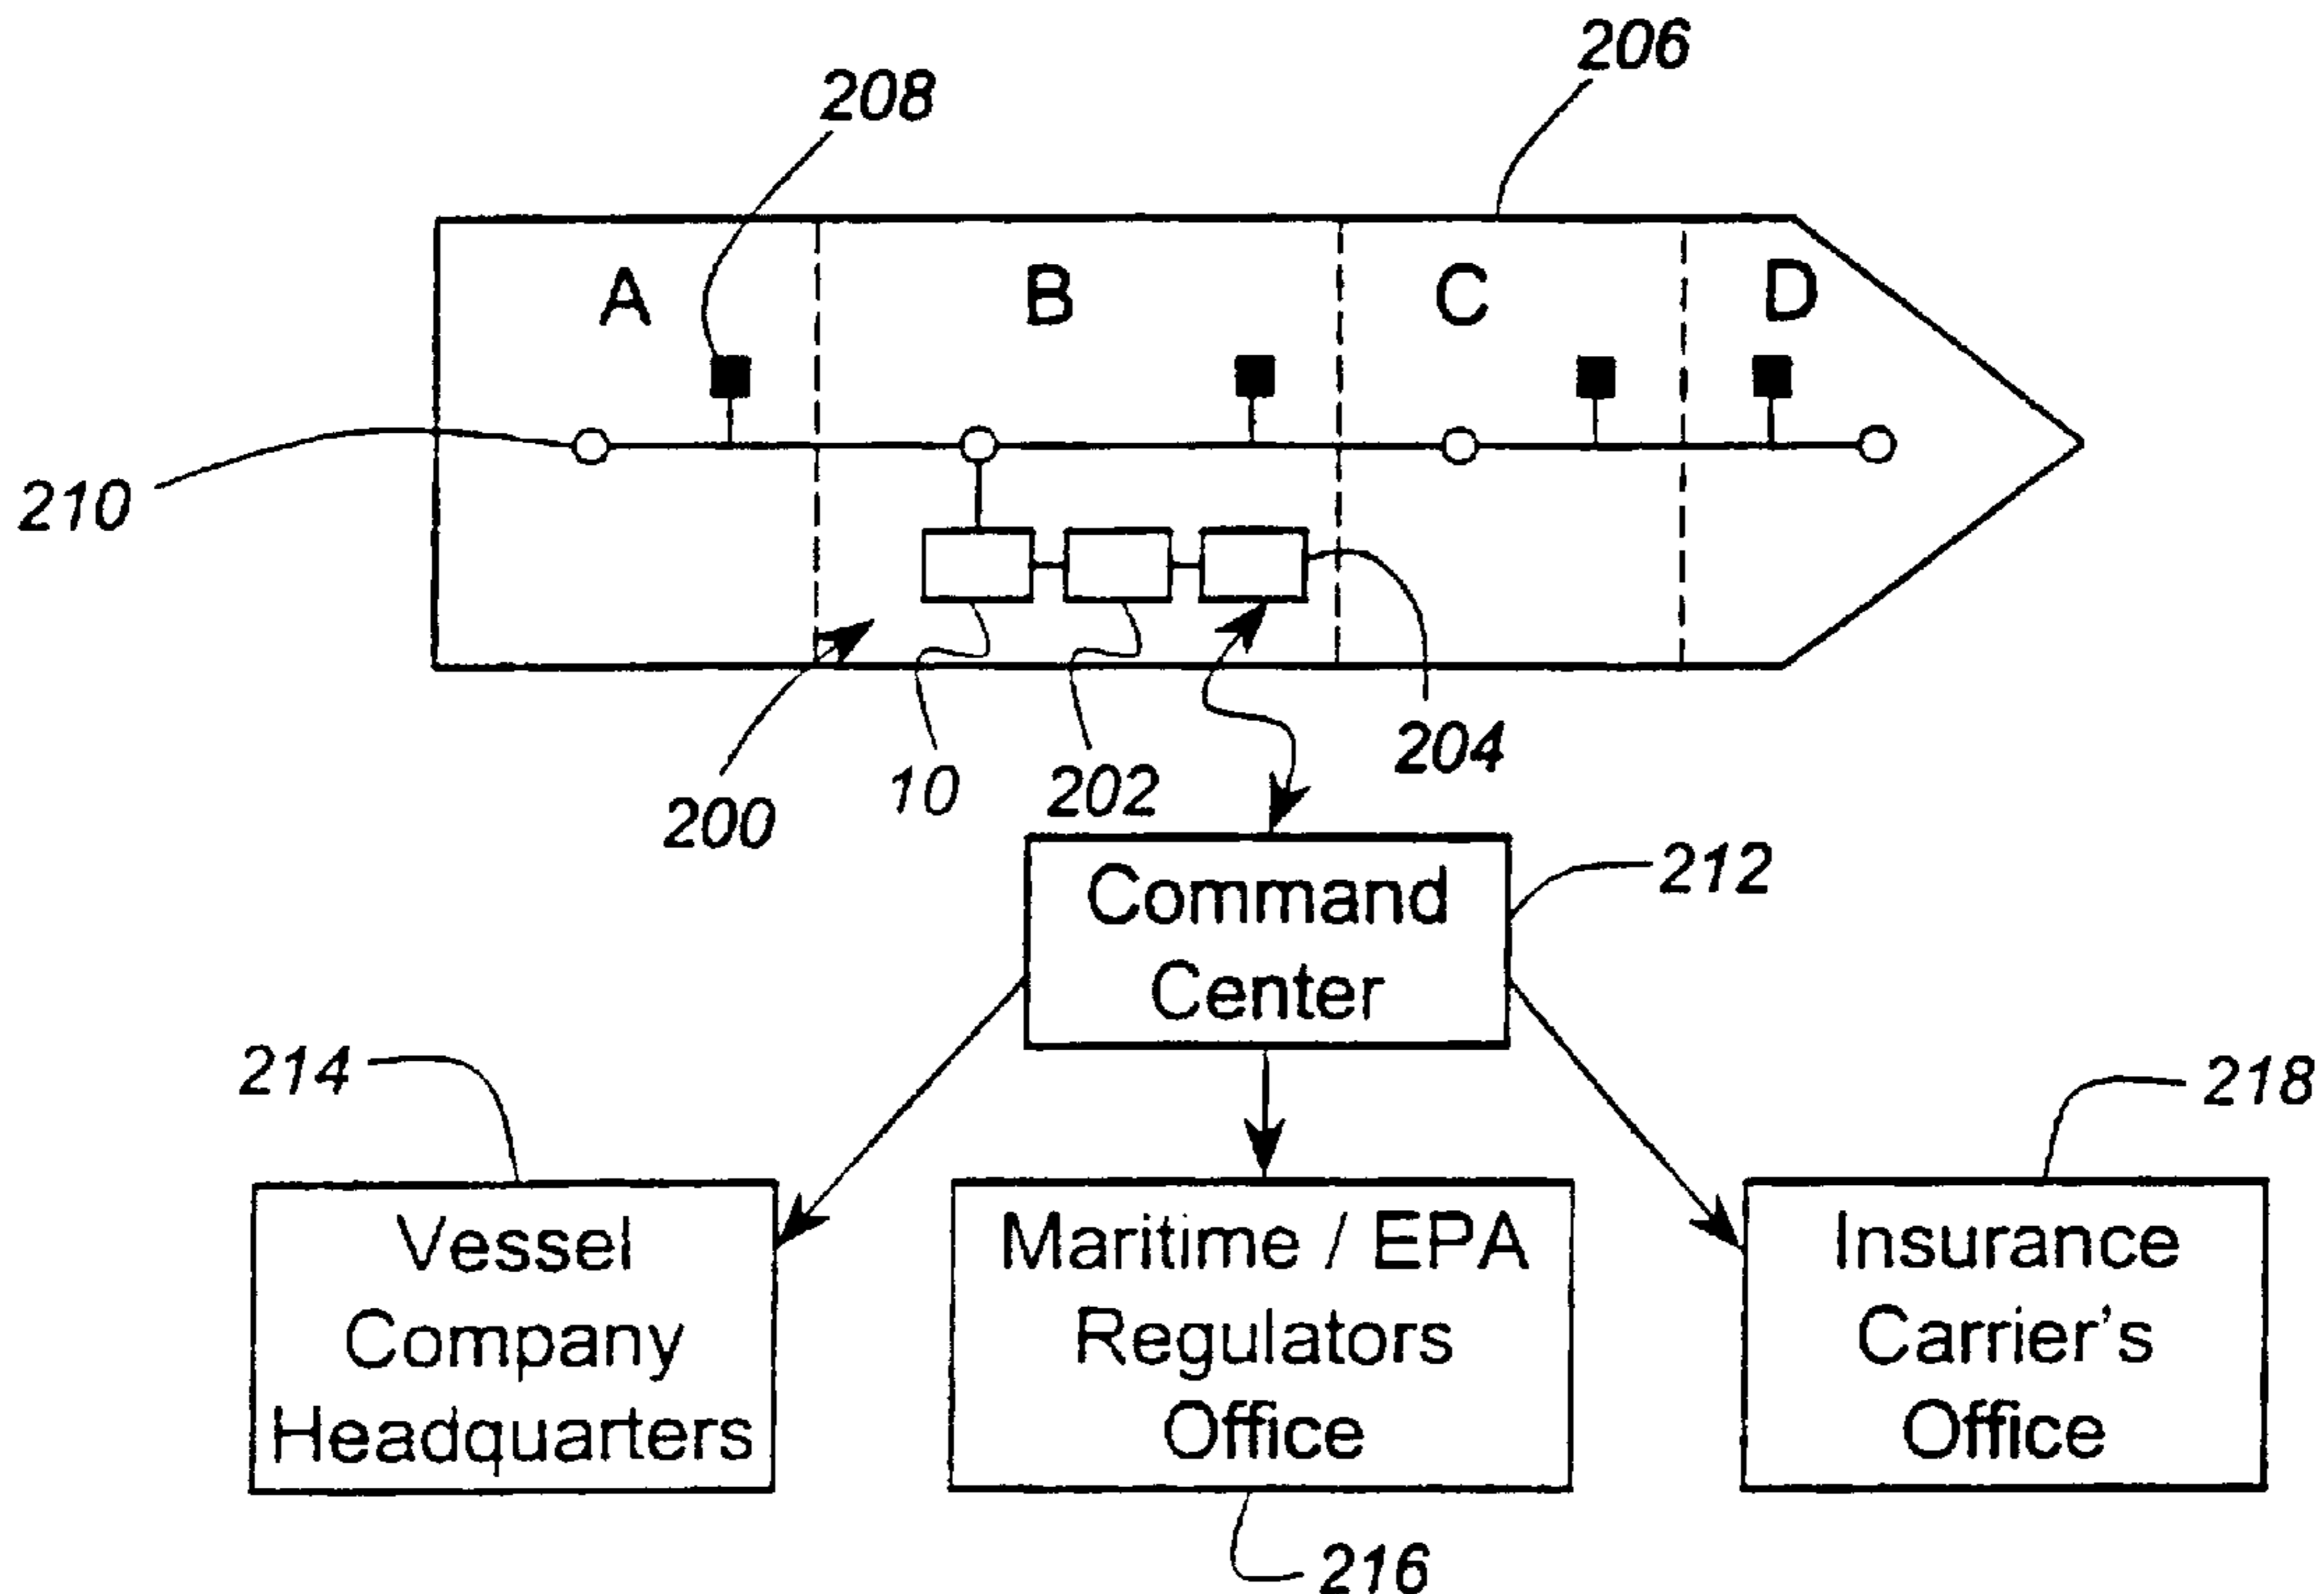 206
208
A B C D
210
204
10 202
200
Command
Center
212
214
218
Vessel
Company
Headquarters
Maritime / EPA
Regulators
Office
Insurance
Carrier's
Office
216